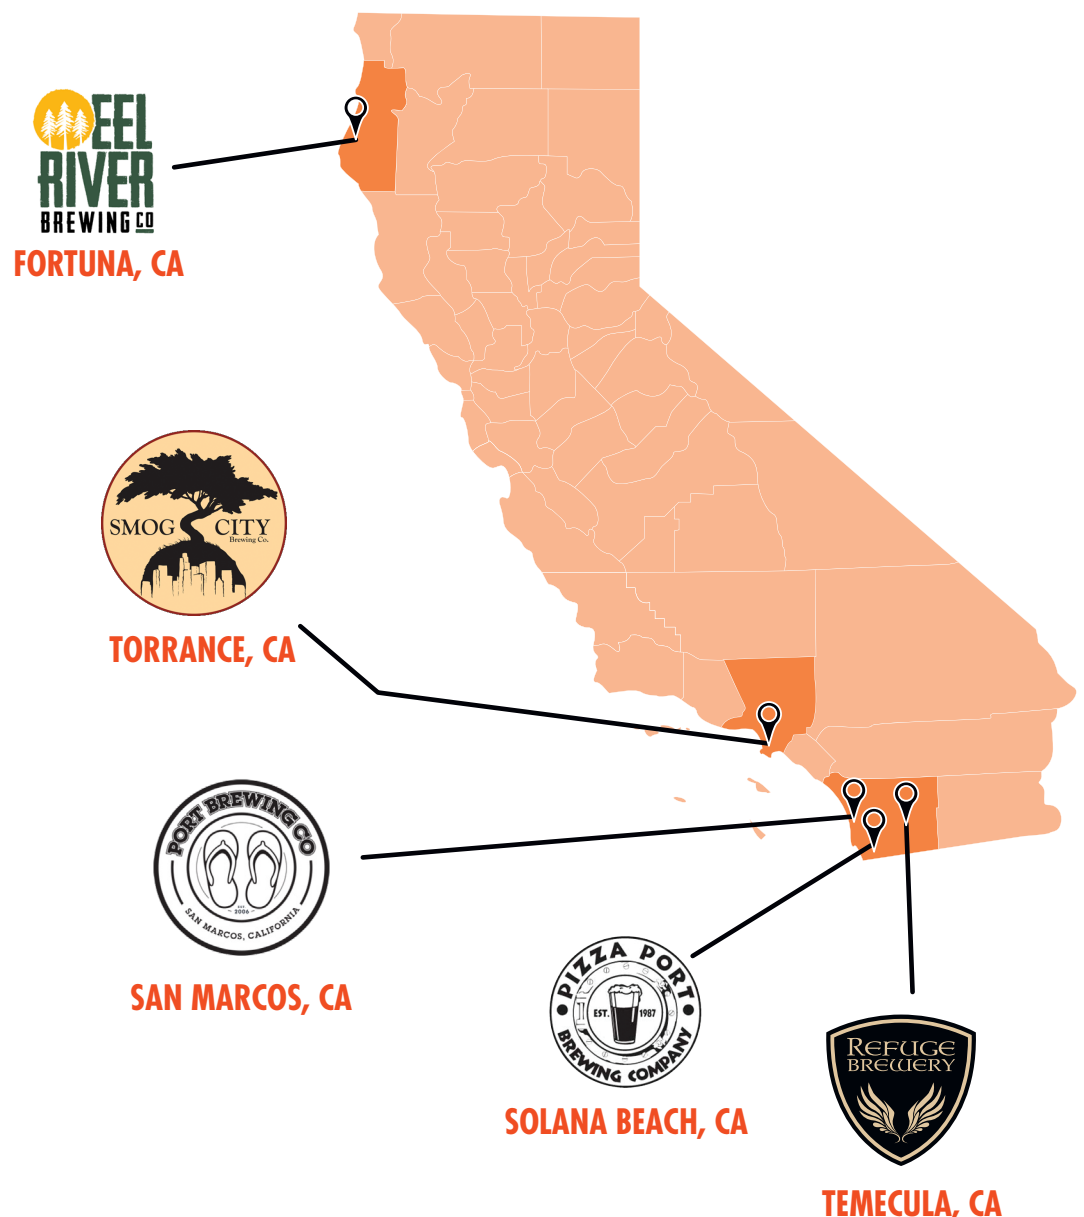 EEL
RIVER
BREWING CO
FORTUNA, CA
SMOG CITY
Brewing Co.
TORRANCE, CA
PORT BREWING CO
EST.
2006
SAN MARCOS, CALIFORNIA
SAN MARCOS, CA
PIZZA PORT
EST. 1987
BREWING COMPANY
SOLANA BEACH, CA
REFUGE
BREWERY
TEMECULA, CA